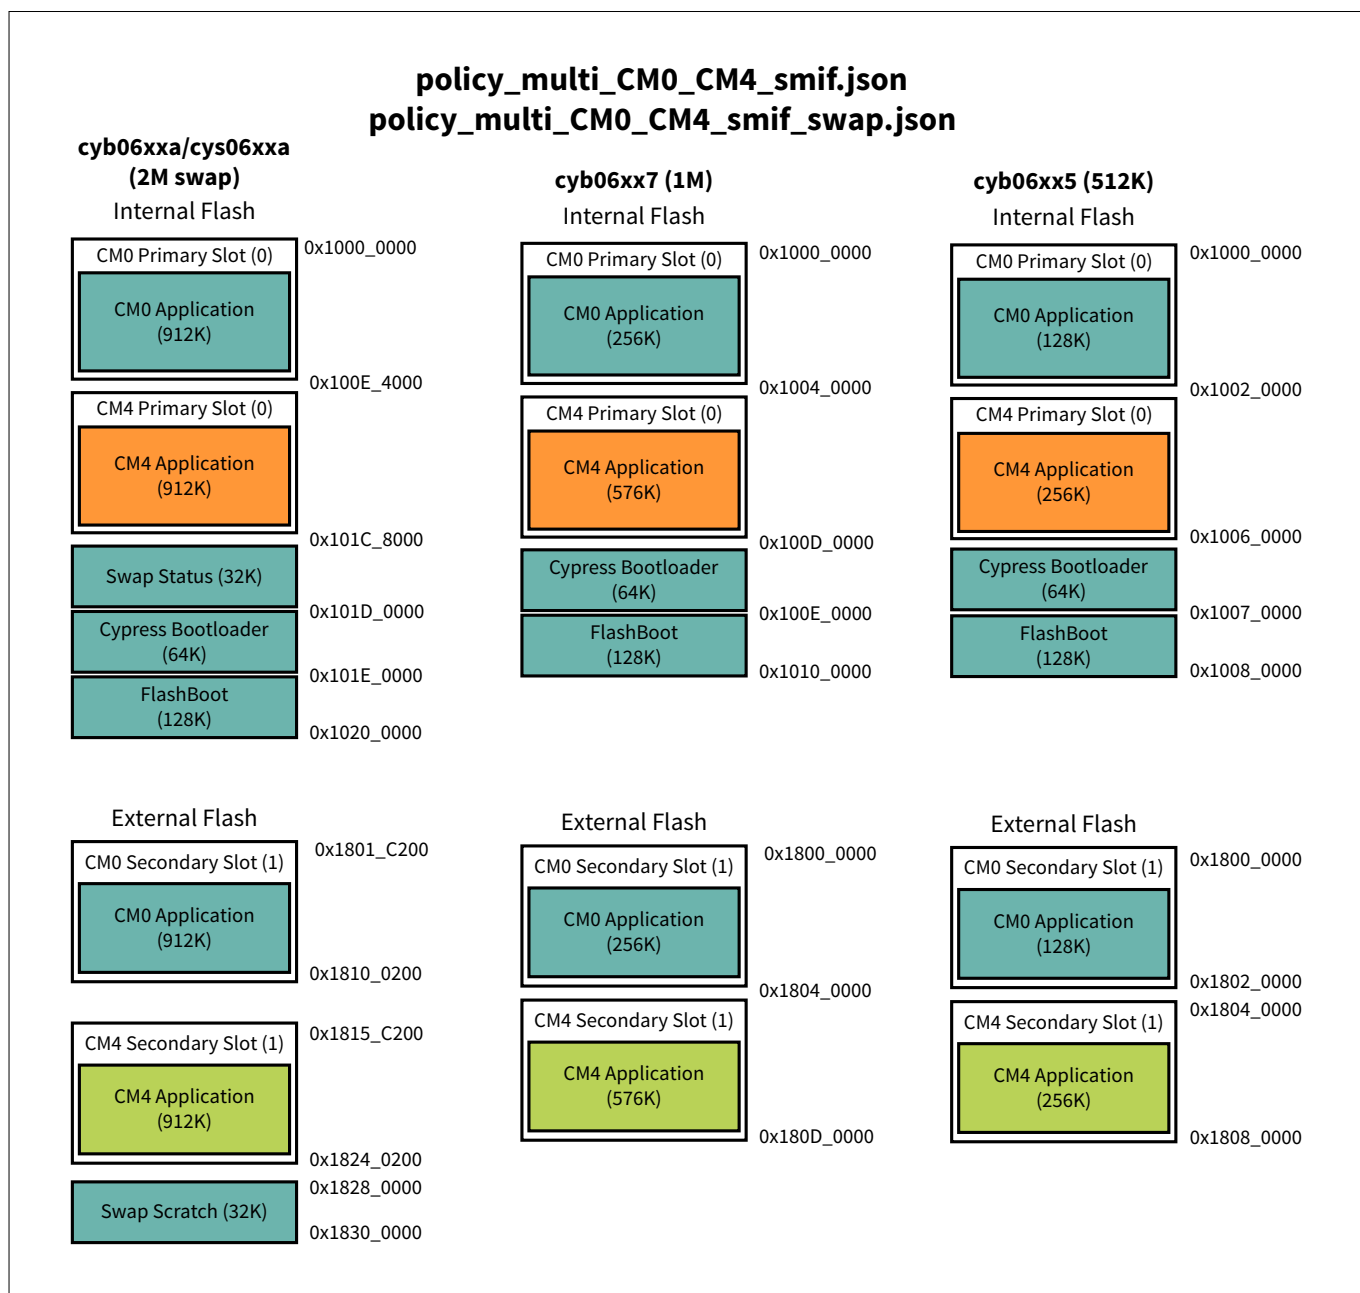 policy_multi_CM0_CM4_smif.json
policy_multi_CM0_CM4_smif_swap.json
cyb06xxa/cys06xxa
(2M swap)
Internal Flash
CM0 Primary Slot (0)
0x1000_0000
CM0 Application
(912K)
0x100E_4000
CM4 Primary Slot (0)
CM4 Application
(912K)
0x101C_8000
Swap Status (32K)
0x101D_0000
Cypress Bootloader
(64K)
0x101E_0000
FlashBoot
(128K)
0x1020_0000
External Flash
CM0 Secondary Slot (1)
0x1801_C200
CM0 Application
(912K)
0x1810_0200
CM4 Secondary Slot (1)
0x1815_C200
CM4 Application
(912K)
0x1824_0200
0x1828_0000
Swap Scratch (32K)
0x1830_0000
cyb06xx7 (1M)
Internal Flash
CM0 Primary Slot (0)
0x1000_0000
CM0 Application
(256K)
0x1004_0000
CM4 Primary Slot (0)
CM4 Application
(576K)
0x100D_0000
Cypress Bootloader
(64K)
0x100E_0000
FlashBoot
(128K)
0x1010_0000
External Flash
CM0 Secondary Slot (1)
0x1800_0000
CM0 Application
(256K)
0x1804_0000
CM4 Secondary Slot (1)
CM4 Application
(576K)
0x180D_0000
cyb06xx5 (512K)
Internal Flash
CM0 Primary Slot (0)
0x1000_0000
CM0 Application
(128K)
0x1002_0000
CM4 Primary Slot (0)
CM4 Application
(256K)
0x1006_0000
Cypress Bootloader
(64K)
0x1007_0000
FlashBoot
(128K)
0x1008_0000
External Flash
CM0 Secondary Slot (1)
0x1800_0000
CM0 Application
(128K)
0x1802_0000
0x1804_0000
CM4 Secondary Slot (1)
CM4 Application
(256K)
0x1808_0000